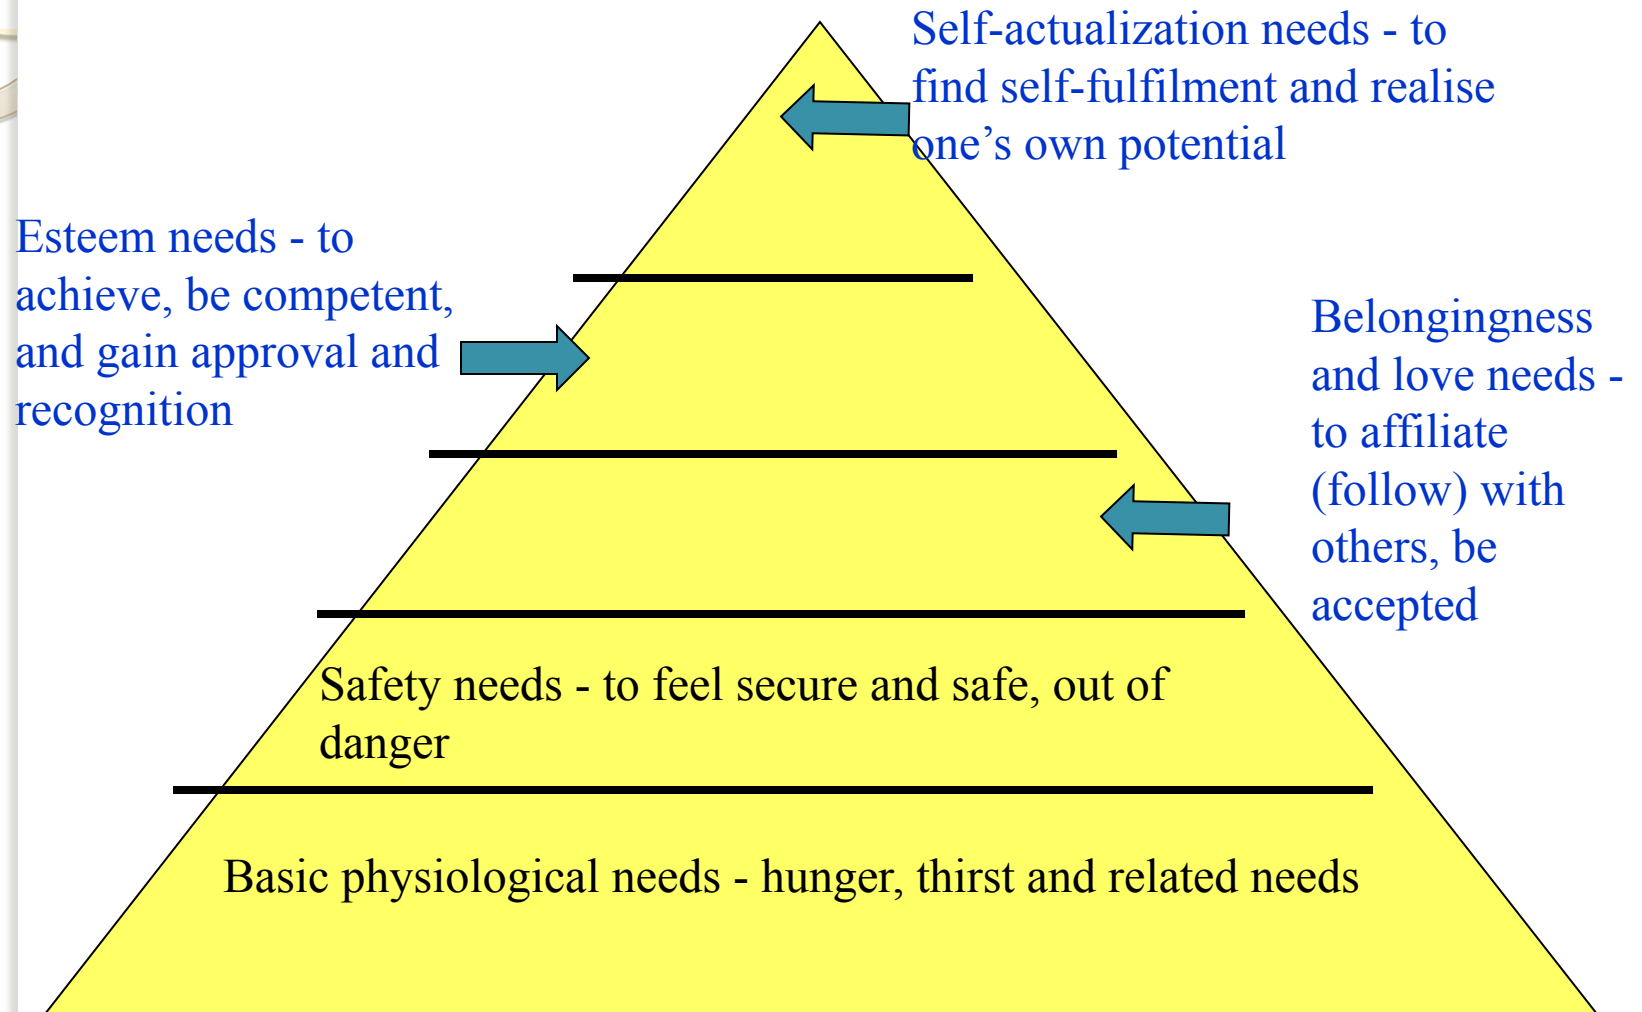 Self-actualization needs - to
find self-fulfilment and realise
one’s own potential
Esteem needs - to
achieve, be competent,
and gain approval and
recognition
Belongingness
and love needs -
to affiliate
(follow) with
others, be
accepted
Safety needs - to feel secure and safe, out of
danger
Basic physiological needs - hunger, thirst and related needs